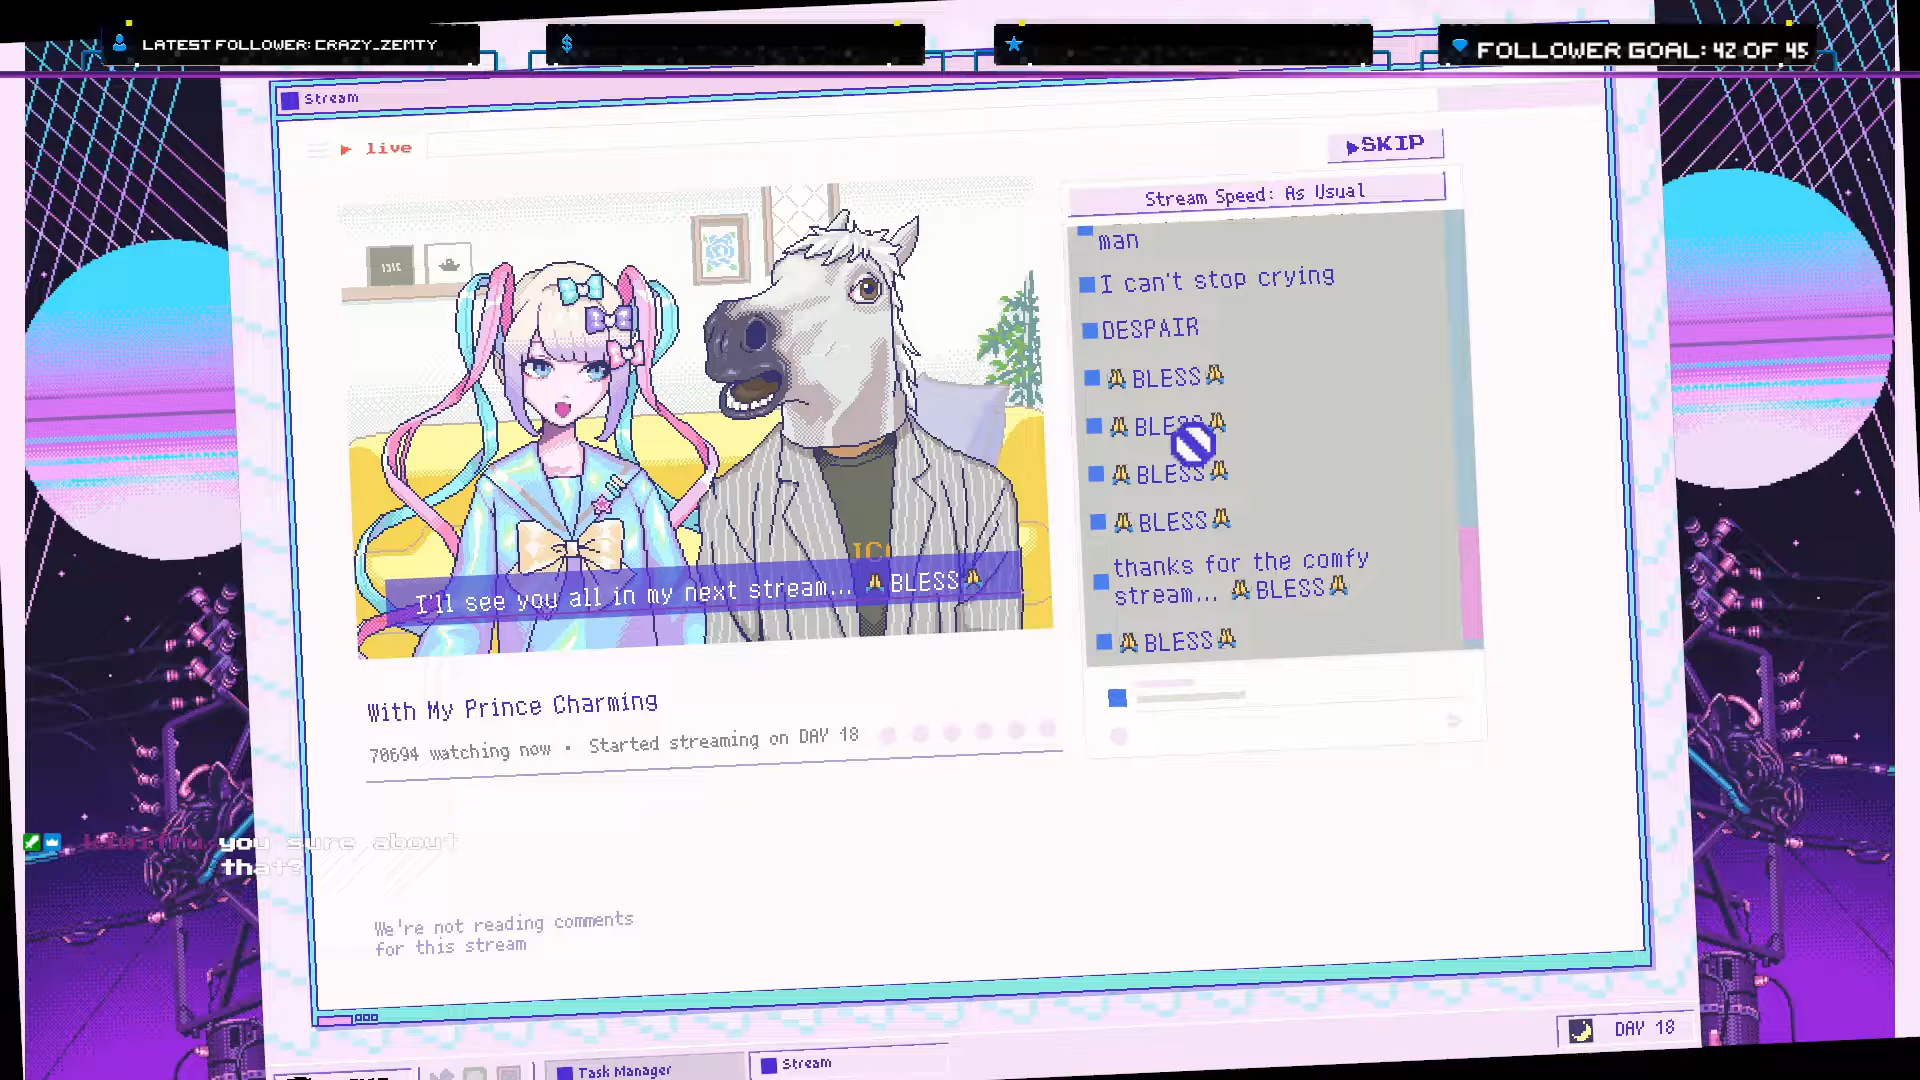 LATEST FOLLOWER: CRAZY_ZEMTY
FOLLOWER GOAL: 42 OF 45
Stream
live
SKIP
Stream Speed: As Usual
man
I can't stop crying
DESPAIR
🙏BLESS🙏
🙏BLESS🙏
🙏BLESS🙏
🙏BLESS🙏
thanks for the comfy
stream... 🙏BLESS🙏
🙏BLESS🙏
I'll see you all in my next stream... 🙏BLESS🙏
With My Prince Charming
70694 watching now • Started streaming on DAY 18
you sure about
that?
We're not reading comments
for this stream
DAY 18
Task Manager
Stream